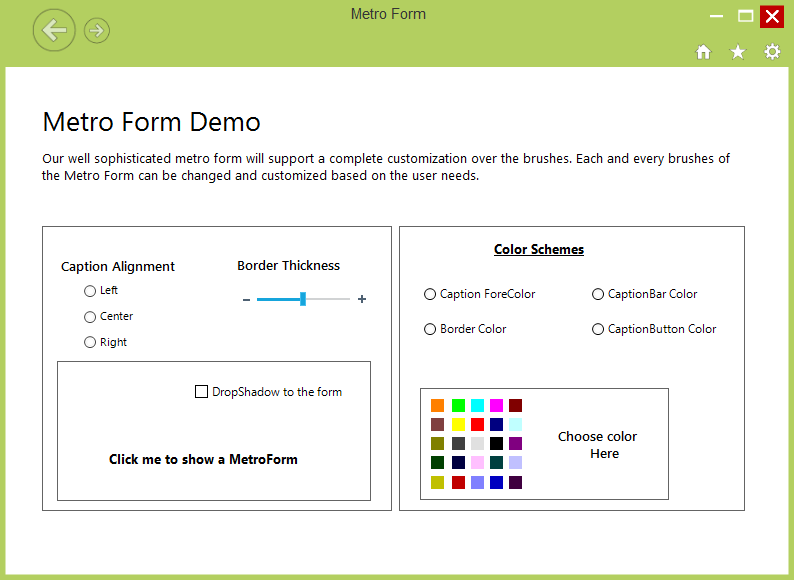 Metro Form
Metro Form Demo
Our well sophisticated metro form will support a complete customization over the brushes. Each and every brushes of
the Metro Form can be changed and customized based on the user needs.
Caption Alignment
Left
Center
Right
Border Thickness
DropShadow to the form
Click me to show a MetroForm
Color Schemes
Caption ForeColor
CaptionBar Color
Border Color
CaptionButton Color
Choose color
Here